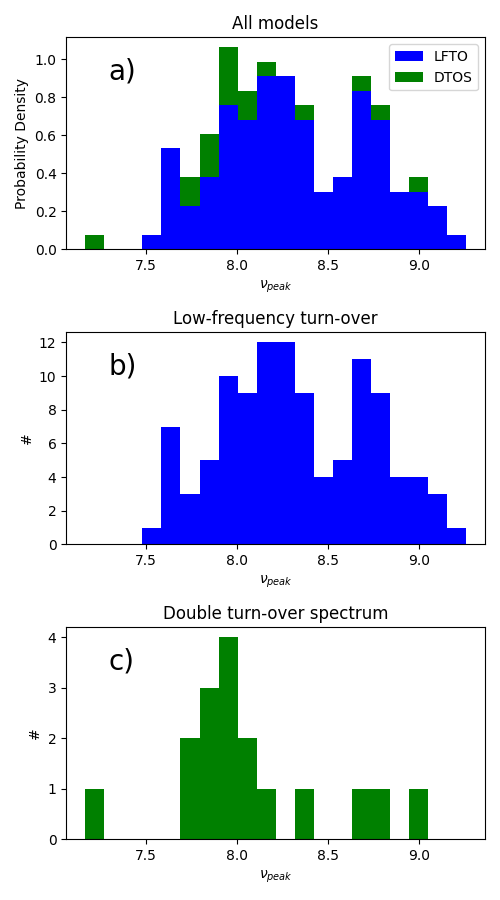 All models
a)
LFTO
DTOS
Probability Density
1.0
0.8
0.6
0.4
0.2
0.0
7.5 8.0 8.5 9.0
ν_peak
Low-frequency turn-over
b)
#
12
10
8
6
4
2
0
7.5 8.0 8.5 9.0
ν_peak
Double turn-over spectrum
c)
#
4
3
2
1
0
7.5 8.0 8.5 9.0
ν_peak